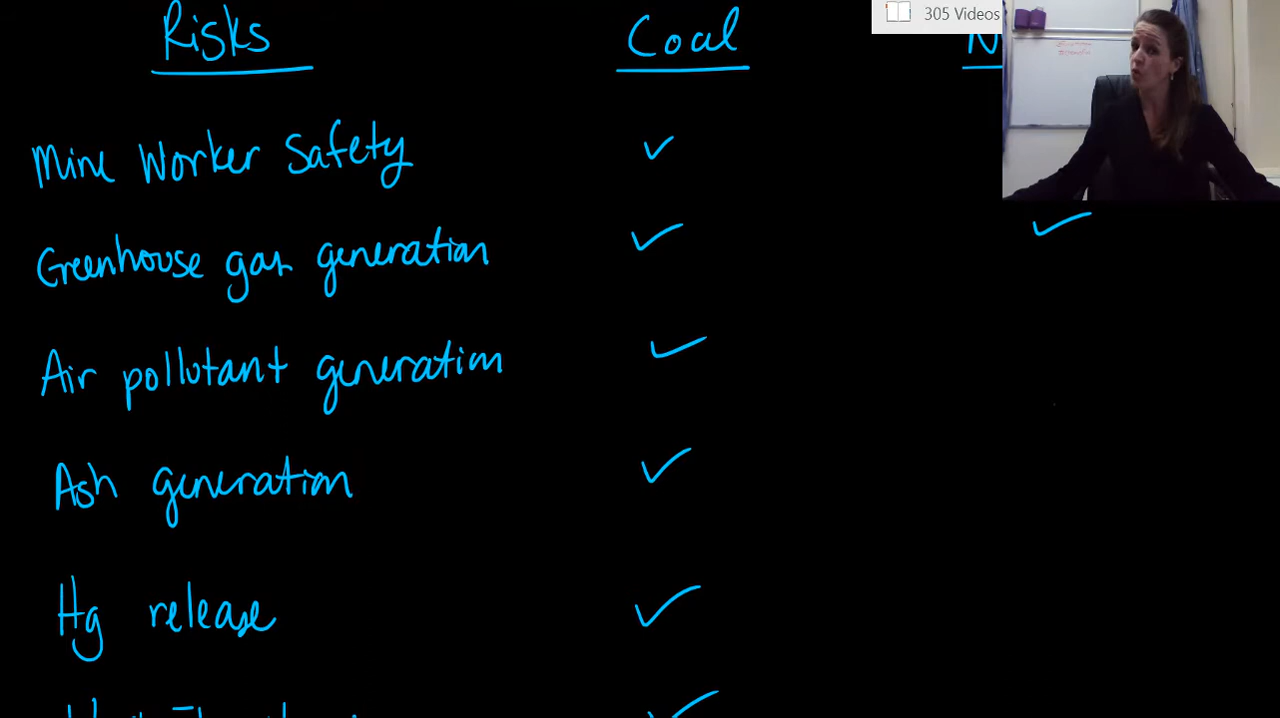 305 Videos
Risks Coal N
Mine Worker Safety ✓
Greenhouse gas generation ✓ ✓
Air pollutant generation ✓
Ash generation ✓
Hg release ✓